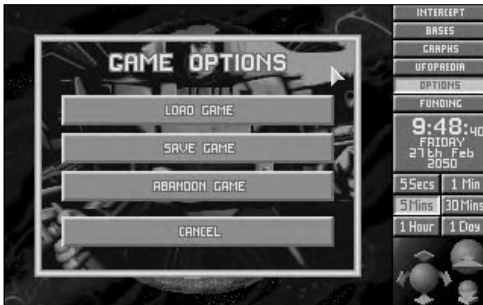 GAME OPTIONS
LOAD GAME
SAVE GAME
ABANDON GAME
CANCEL
INTERCEPT
BASES
GRAPHS
UFOPAEDIA
OPTIONS
FUNDING
9:48:40
FRIDAY
27th Feb
2050
5Secs 1 Min
5Mins 30Mins
1 Hour 1 Day